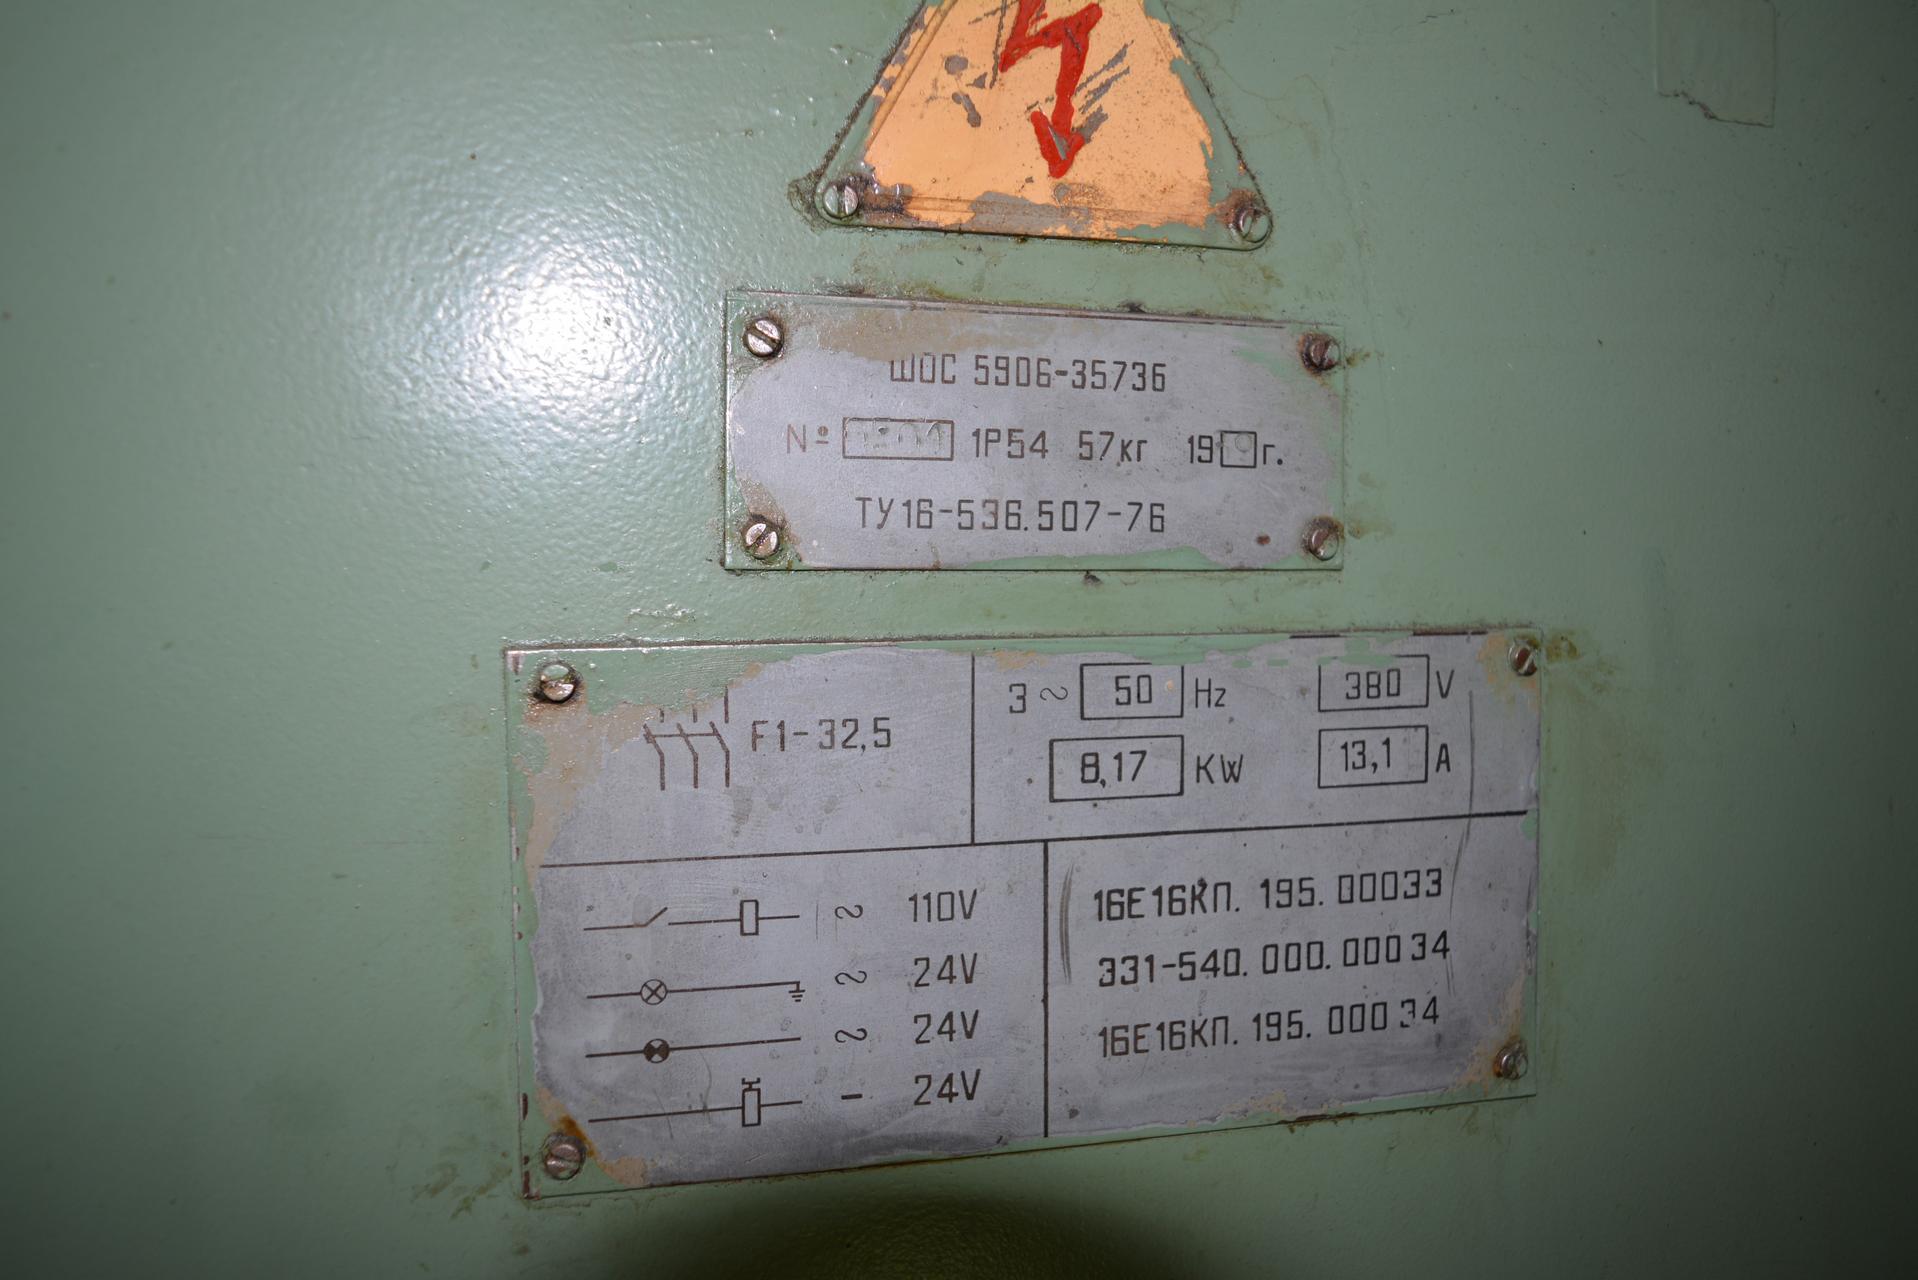 ШОС 5906-35736
№ 1Р54 57кг 19 9 г.
ТУ16-536.507-76
F1-32,5
3 ~ 50 Hz 380 V
8,17 KW 13,1 A
~ 110V
~ 24V
~ 24V
- 24V
16Е16КП. 195. 00033
331-540. 000. 00034
16Е16КП. 195. 00034